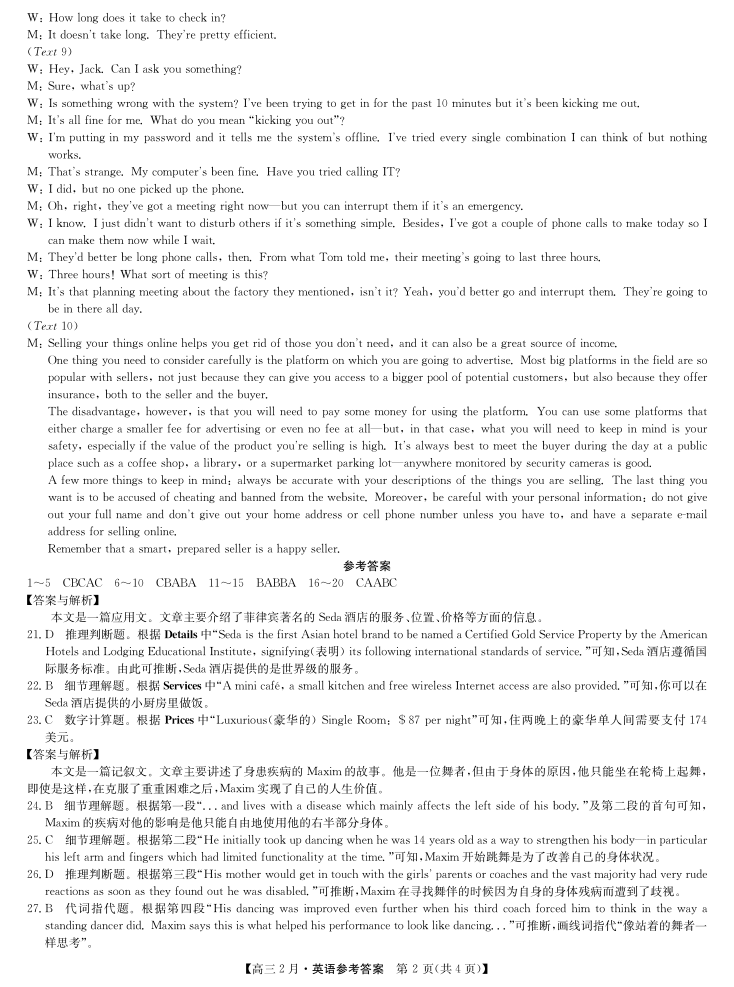 W: How long does it take to check in?
M: It doesn't take long. They're pretty efficient.
(Text 9)
W: Hey, Jack. Can I ask you something?
M: Sure, what's up?
W: Is something wrong with the system? I've been trying to get in for the past 10 minutes but it's been kicking me out.
M: It's all fine for me. What do you mean “kicking you out”?
W: I'm putting in my password and it tells me the system's offline. I've tried every single combination I can think of but nothing
works.
M: That's strange. My computer's been fine. Have you tried calling IT?
W: I did, but no one picked up the phone.
M: Oh, right, they've got a meeting right now—but you can interrupt them if it's an emergency.
W: I know. I just didn't want to disturb others if it's something simple. Besides, I've got a couple of phone calls to make today so I
can make them now while I wait.
M: They'd better be long phone calls, then. From what Tom told me, their meeting's going to last three hours.
W: Three hours! What sort of meeting is this?
M: It's that planning meeting about the factory they mentioned, isn't it? Yeah, you'd better go and interrupt them. They're going to
be in there all day.
(Text 10)
M: Selling your things online helps you get rid of those you don't need, and it can also be a great source of income.
One thing you need to consider carefully is the platform on which you are going to advertise. Most big platforms in the field are so
popular with sellers, not just because they can give you access to a bigger pool of potential customers, but also because they offer
insurance, both to the seller and the buyer.
The disadvantage, however, is that you will need to pay some money for using the platform. You can use some platforms that
either charge a smaller fee for advertising or even no fee at all—but, in that case, what you will need to keep in mind is your
safety, especially if the value of the product you're selling is high. It's always best to meet the buyer during the day at a public
place such as a coffee shop, a library, or a supermarket parking lot—anywhere monitored by security cameras is good.
A few more things to keep in mind: always be accurate with your descriptions of the things you are selling. The last thing you
want is to be accused of cheating and banned from the website. Moreover, be careful with your personal information: do not give
out your full name and don't give out your home address or cell phone number unless you have to, and have a separate e-mail
address for selling online.
Remember that a smart, prepared seller is a happy seller.
参考答案
1～5 CBCAC 6～10 CBABA 11～15 BABBA 16～20 CAABC
【答案与解析】
本文是一篇应用文。文章主要介绍了菲律宾著名的 Seda 酒店的服务、位置、价格等方面的信息。
21. D 推理判断题。根据 Details 中“Seda is the first Asian hotel brand to be named a Certified Gold Service Property by the American
Hotels and Lodging Educational Institute, signifying(表明) its following international standards of service.”可知,Seda 酒店遵循国
际服务标准。由此可推断,Seda 酒店提供的是世界级的服务。
22. B 细节理解题。根据 Services 中“A mini café, a small kitchen and free wireless Internet access are also provided.”可知,你可以在
Seda 酒店提供的小厨房里做饭。
23. C 数字计算题。根据 Prices 中“Luxurious(豪华的) Single Room: $ 87 per night”可知,住两晚上的豪华单人间需要支付 174
美元。
【答案与解析】
本文是一篇记叙文。文章主要讲述了身患疾病的 Maxim 的故事。他是一位舞者,但由于身体的原因,他只能坐在轮椅上起舞,
即使是这样,在克服了重重困难之后,Maxim 实现了自己的人生价值。
24. B 细节理解题。根据第一段“... and lives with a disease which mainly affects the left side of his body.”及第二段的首句可知,
Maxim 的疾病对他的影响是他只能自由地使用他的右半部分身体。
25. C 细节理解题。根据第二段“He initially took up dancing when he was 14 years old as a way to strengthen his body—in particular
his left arm and fingers which had limited functionality at the time.”可知,Maxim 开始跳舞是为了改善自己的身体状况。
26. D 推理判断题。根据第三段“His mother would get in touch with the girls' parents or coaches and the vast majority had very rude
reactions as soon as they found out he was disabled.”可推断,Maxim 在寻找舞伴的时候因为自身的身体残病而遭到了歧视。
27. B 代词指代题。根据第四段“His dancing was improved even further when his third coach forced him to think in the way a
standing dancer did. Maxim says this is what helped his performance to look like dancing...”可推断,画线词指代“像站着的舞者一
样思考”。
【高三 2 月·英语参考答案 第 2 页(共 4 页)】